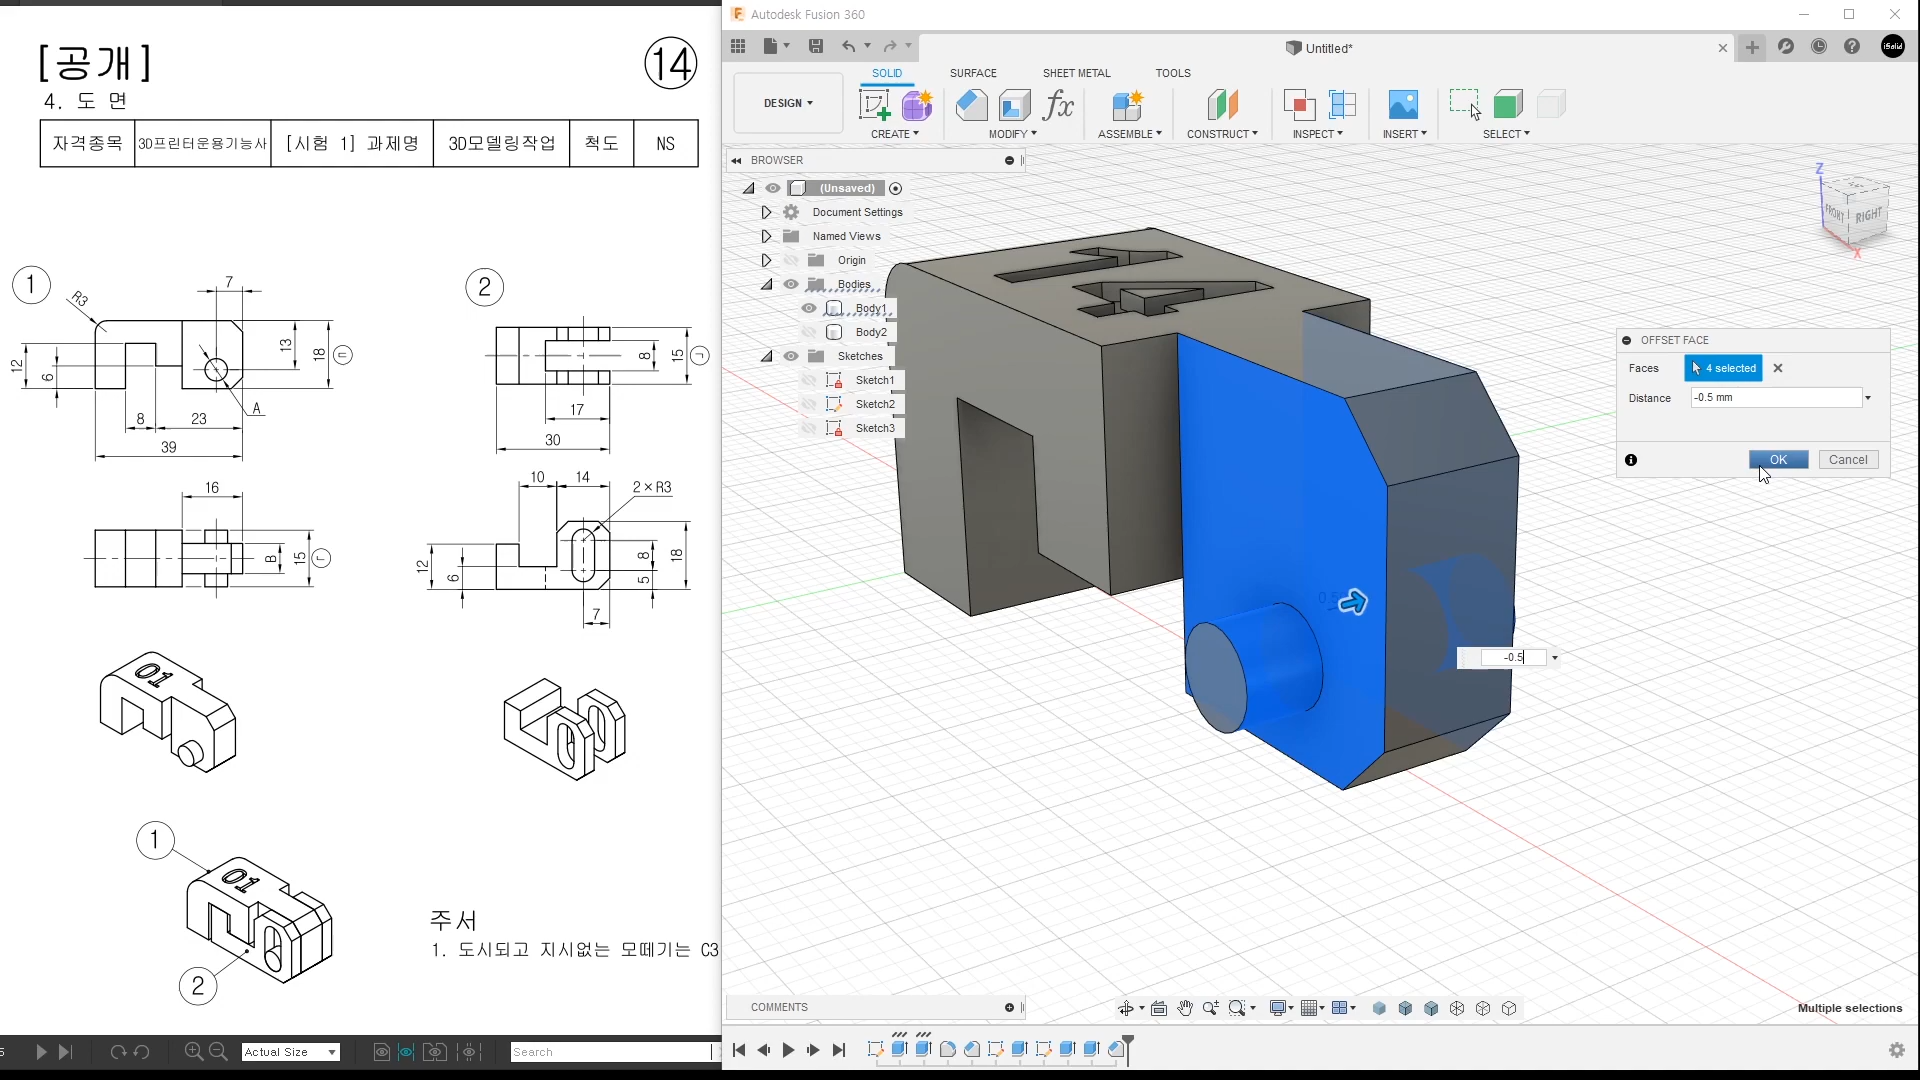 [공개]
14
4. 도 면
자격종목 3D프린터운용기능사 [시험 1] 과제명 3D모델링작업 척도 NS
1
R3
7
12
6
13
18
ㄷ
A
8
23
39
2
8
15
ㄱ
17
30
16
B
15
ㄴ
10
14
2×R3
12
6
8
5
18
7
01
1
01
2
주서
1. 도시되고 지시없는 모떼기는 C3
5
Actual Size
Search
Autodesk Fusion 360
Untitled*
iSolid
SOLID SURFACE SHEET METAL TOOLS
DESIGN
CREATE MODIFY ASSEMBLE CONSTRUCT INSPECT INSERT SELECT
BROWSER
(Unsaved)
Document Settings
Named Views
Origin
Bodies
Body1
Body2
Sketches
Sketch1
Sketch2
Sketch3
14
Z
FRONT RIGHT
X
OFFSET FACE
Faces 4 selected
Distance -0.5 mm
OK Cancel
-0.5
COMMENTS
Multiple selections